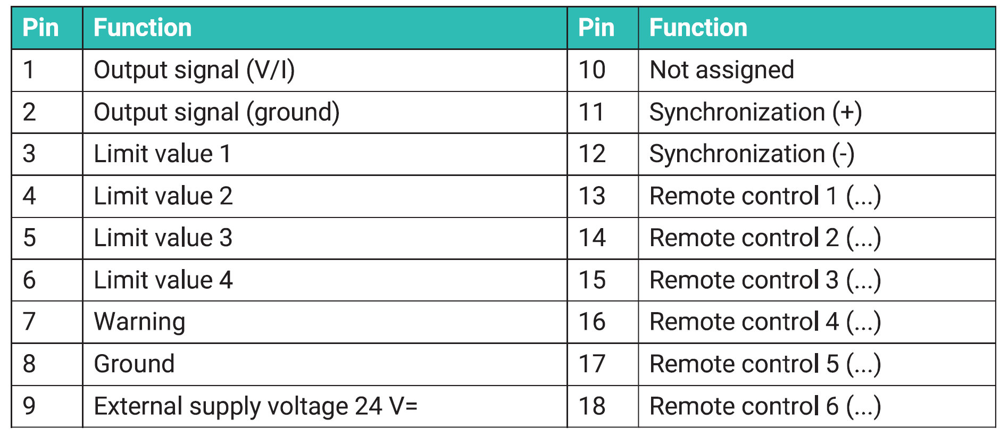 Pin Function Pin Function
1 Output signal (V/I) 10 Not assigned
2 Output signal (ground) 11 Synchronization (+)
3 Limit value 1 12 Synchronization (-)
4 Limit value 2 13 Remote control 1 (...)
5 Limit value 3 14 Remote control 2 (...)
6 Limit value 4 15 Remote control 3 (...)
7 Warning 16 Remote control 4 (...)
8 Ground 17 Remote control 5 (...)
9 External supply voltage 24 V= 18 Remote control 6 (...)